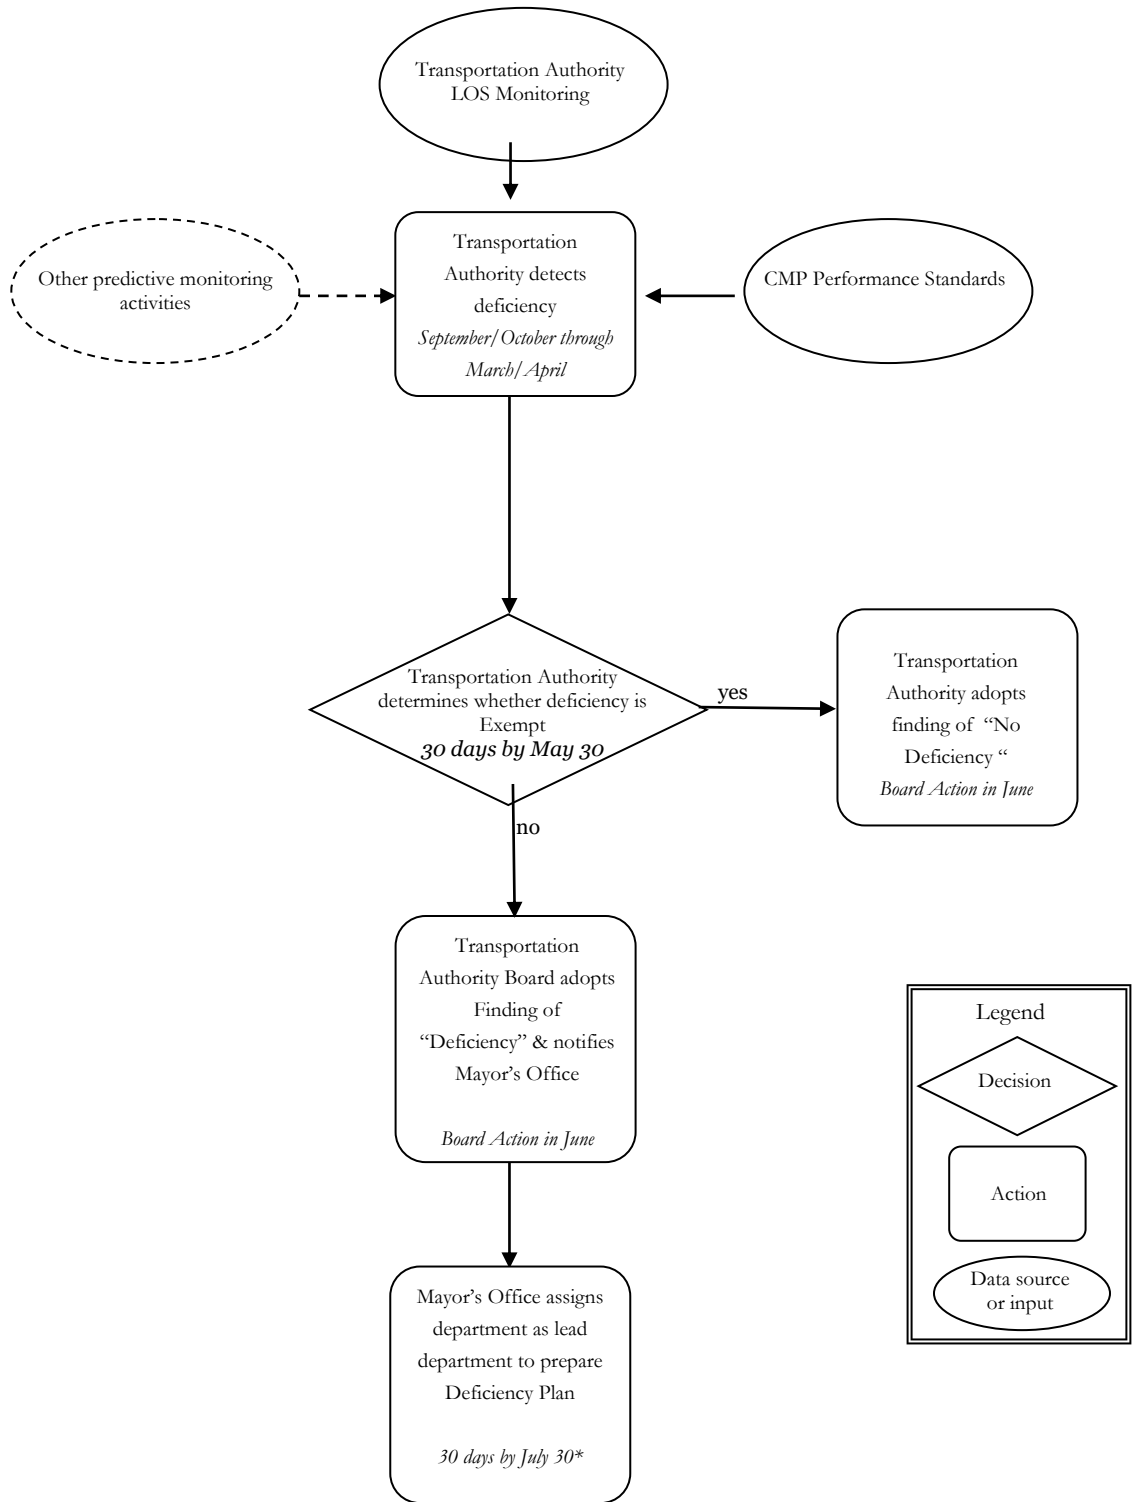 Transportation Authority
LOS Monitoring
Other predictive monitoring
activities
Transportation
Authority detects
deficiency
September/October through
March/April
CMP Performance Standards
Transportation Authority
determines whether deficiency is
Exempt
30 days by May 30
yes
Transportation
Authority adopts
finding of “No
Deficiency “
Board Action in June
no
Transportation
Authority Board adopts
Finding of
“Deficiency” & notifies
Mayor’s Office
Board Action in June
Mayor’s Office assigns
department as lead
department to prepare
Deficiency Plan
30 days by July 30*
Legend
Decision
Action
Data source
or input